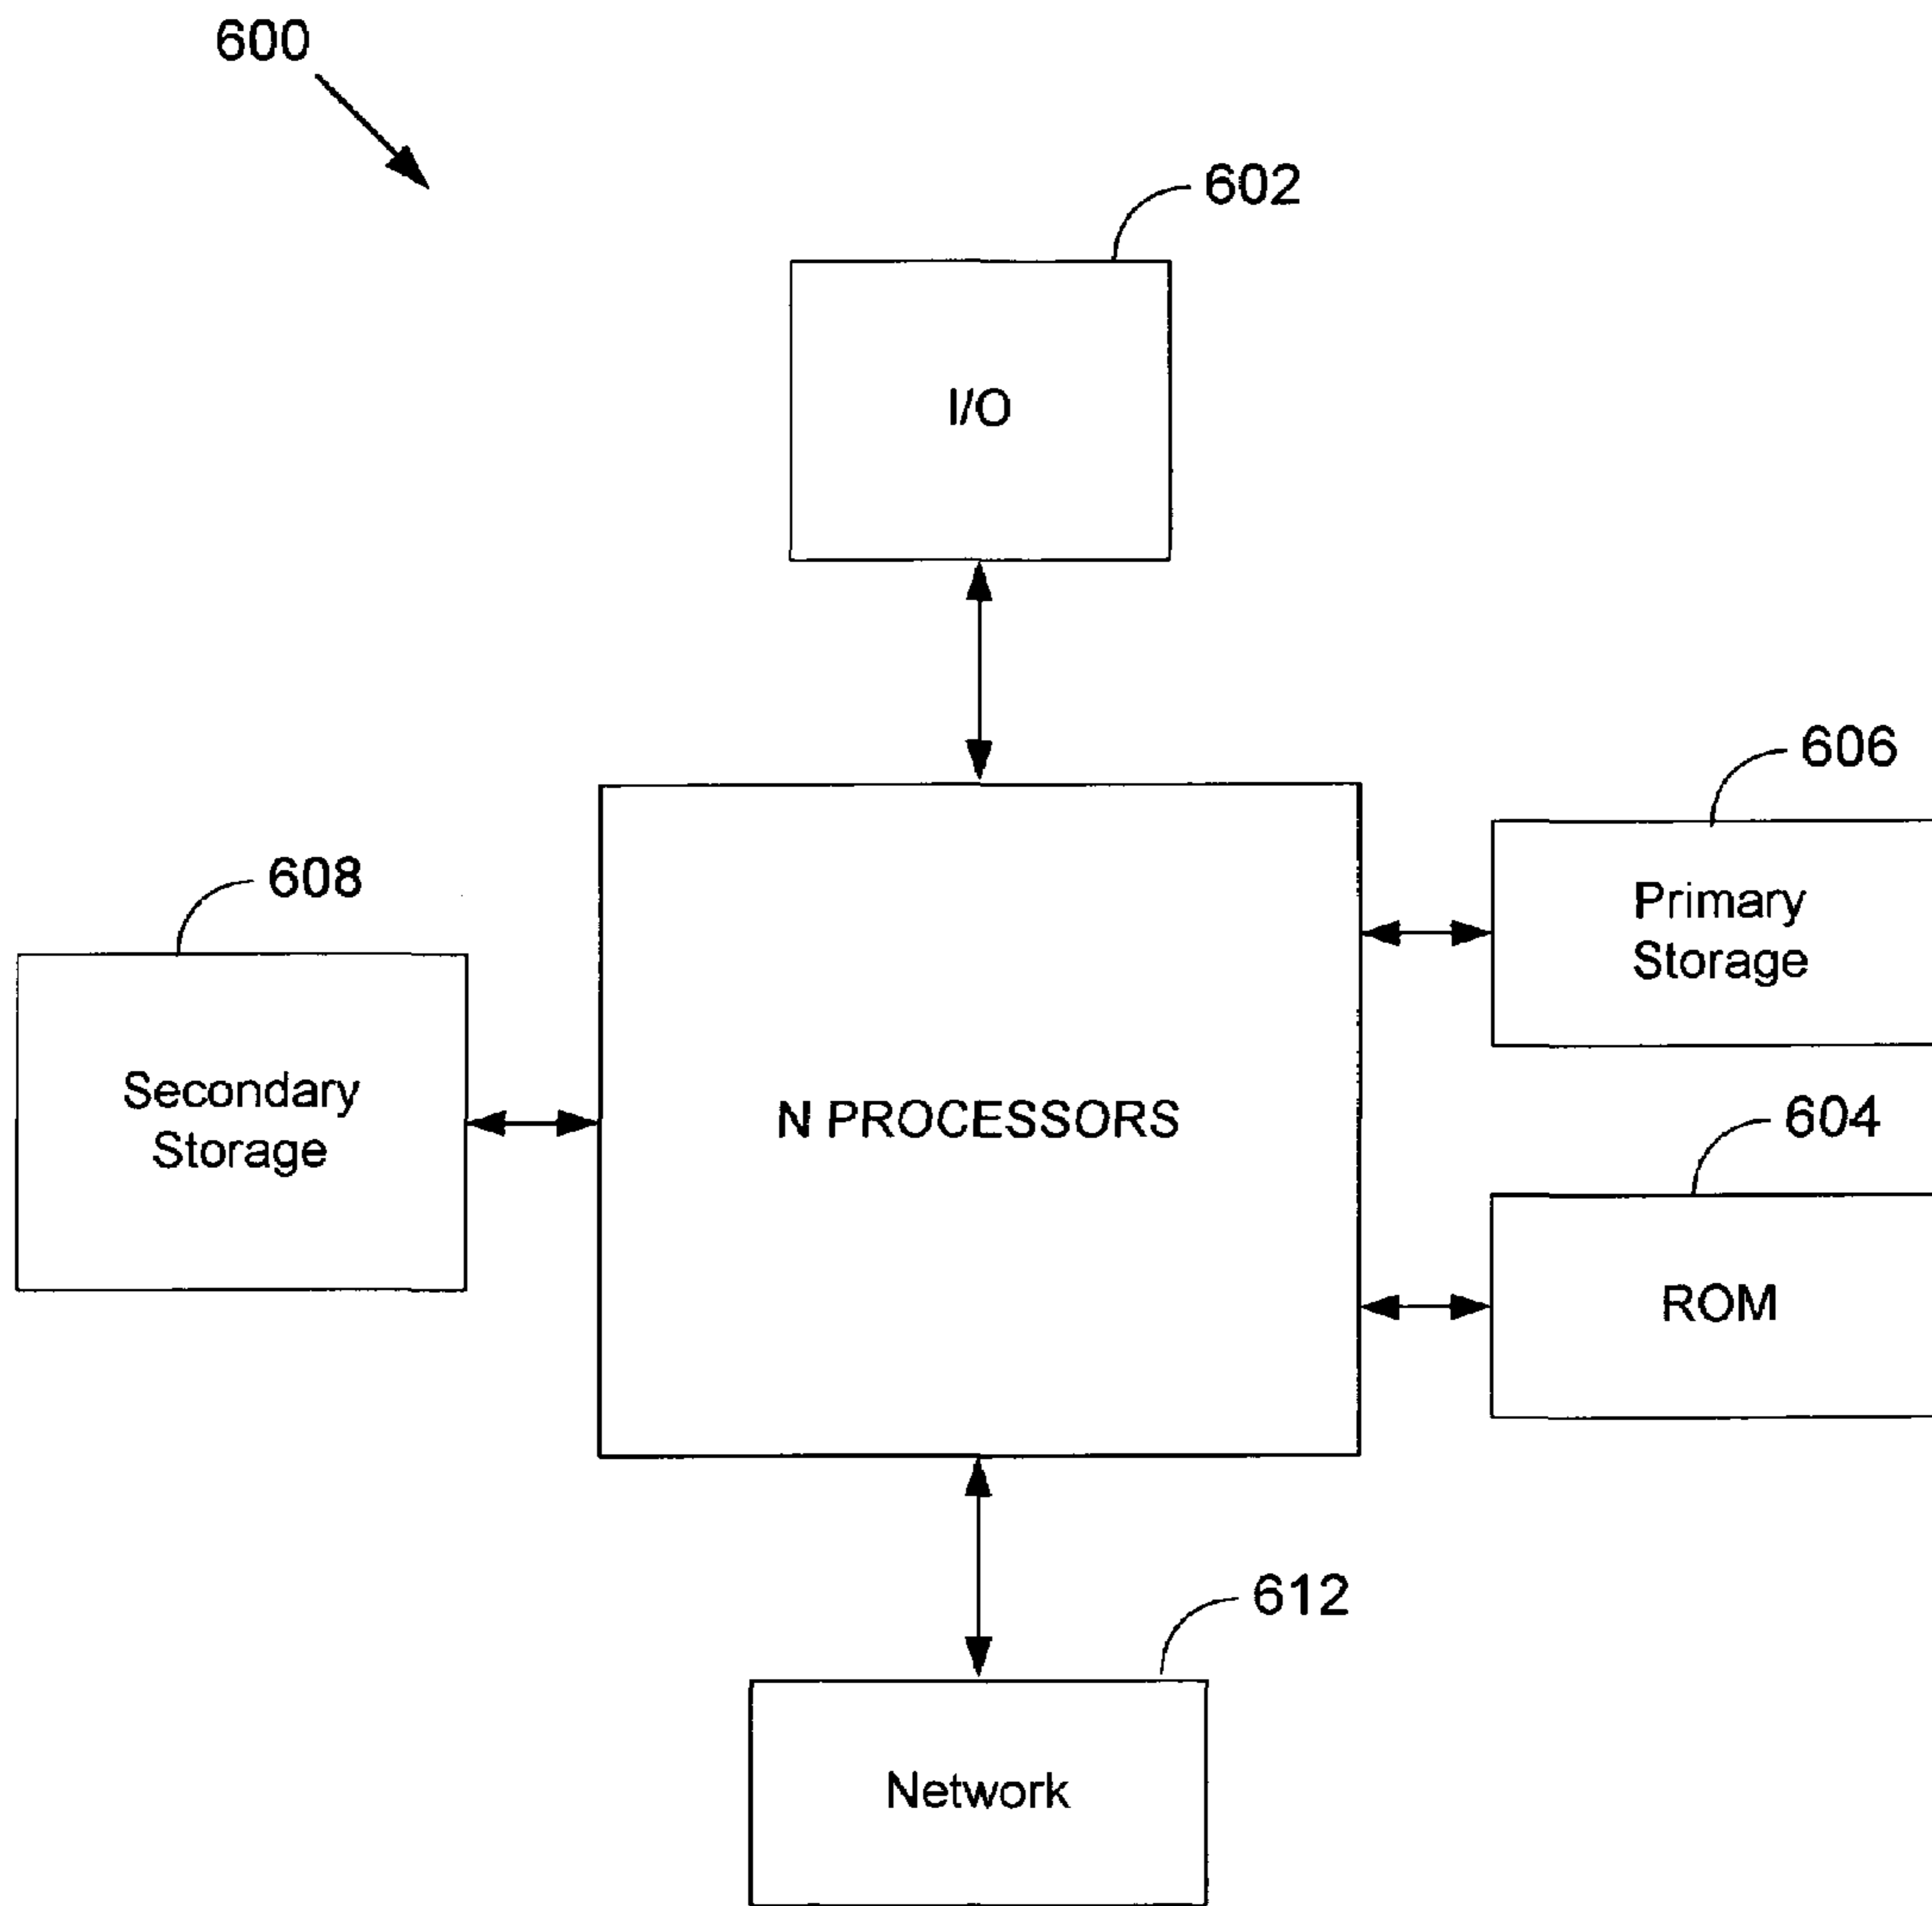 600
602
I/O
606
Primary
Storage
608
Secondary
Storage
N PROCESSORS
604
ROM
612
Network